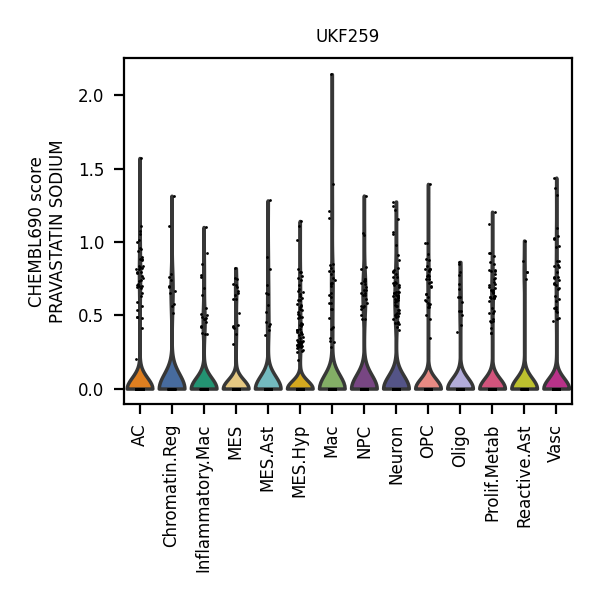 UKF259
CHEMBL690 score
PRAVASTATIN SODIUM
2.0
1.5
1.0
0.5
0.0
AC
Chromatin.Reg
Inflammatory.Mac
MES
MES.Ast
MES.Hyp
Mac
NPC
Neuron
OPC
Oligo
Prolif.Metab
Reactive.Ast
Vasc